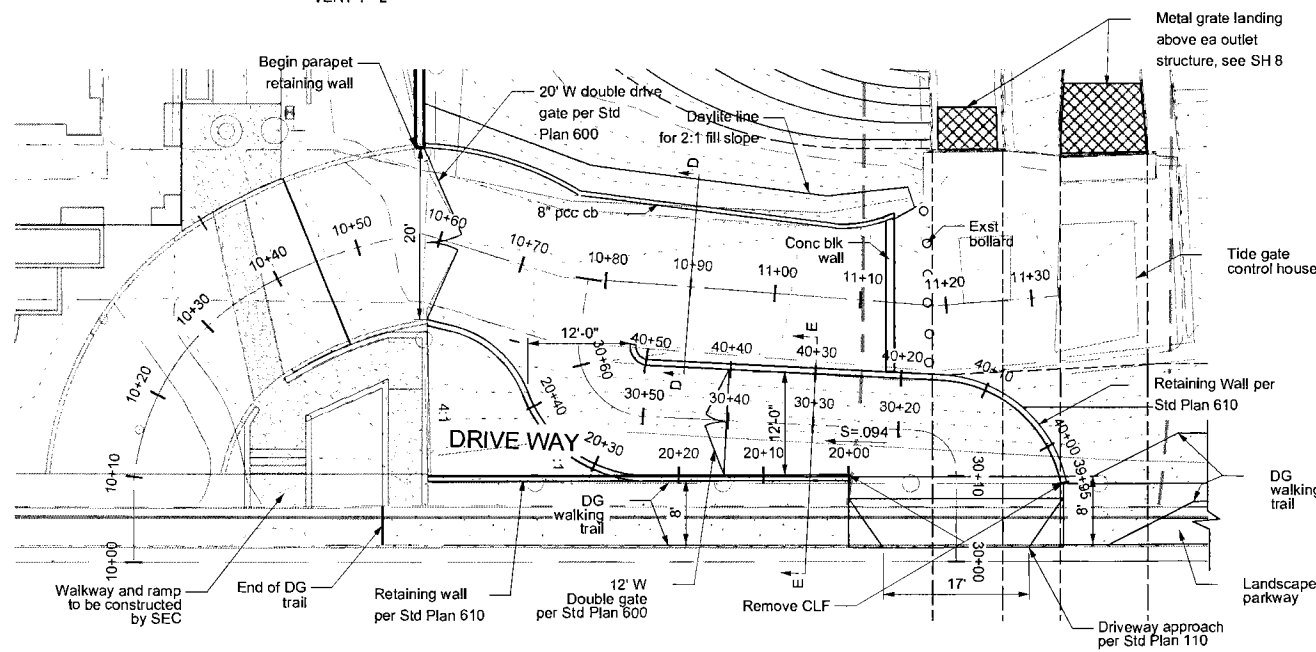 Metal grate landing
above ea outlet
structure, see SH 8
Begin parapet
retaining wall
20' W double drive
gate per Std
Plan 600
Daylite line
for 2:1 fill slope
D
8" pcc cb
20'
10+60
10+50
10+40
10+30
10+20
10+10
10+00
10+70
10+80
10+90
11+00
11+10
11+20
11+30
Conc blk
wall
Exst
bollard
Tide gate
control house
12'-0"
E
D
40+50
40+40
40+30
40+20
40+10
40+00
39+95
30+60
30+50
30+40
30+30
30+20
30+10
30+00
12'-0"
S=.094
Retaining Wall per
Std Plan 610
4:1
DRIVE WAY
20+40
20+30
:1
20+20
20+10
20+00
DG
walking
trail
8'
8'
DG
walking
trail
Walkway and ramp
to be constructed
by SEC
End of DG
trail
Retaining wall
per Std Plan 610
12' W
Double gate
per Std Plan 600
E
Remove CLF
17'
Landscape
parkway
Driveway approach
per Std Plan 110